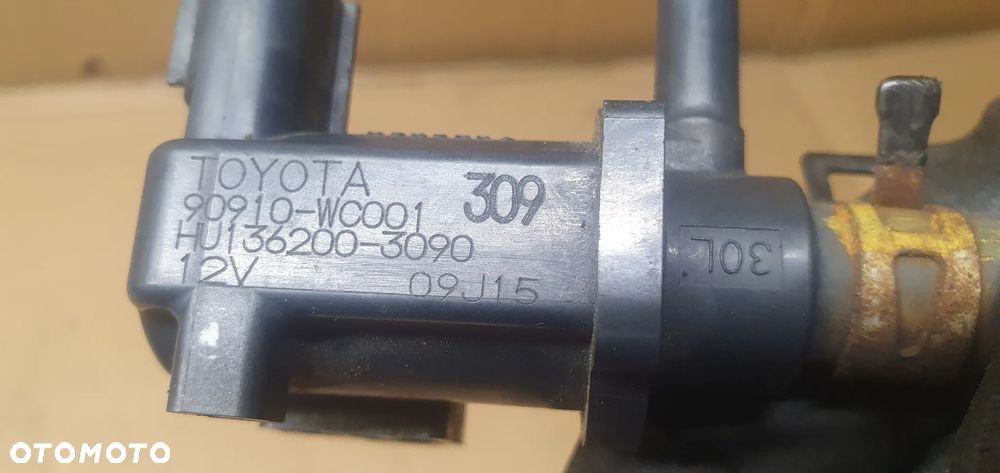 TOYOTA
309
90910-WC001
HU136200-3090
12V
09J15
30L
OTOMOTO